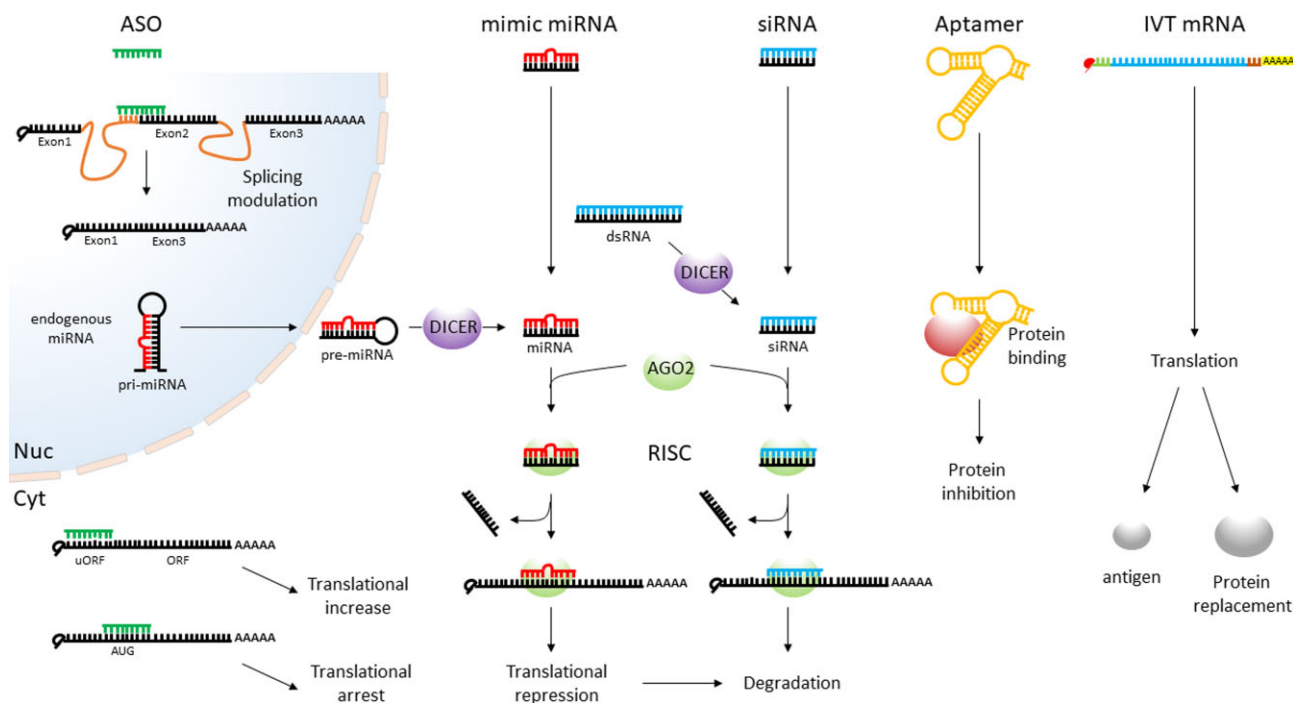 ASO
mimic miRNA
siRNA
Aptamer
IVT mRNA
AAAAA
Exon1
Exon2
Exon3
AAAAA
Splicing
modulation
Exon1
Exon3
AAAAA
dsRNA
DICER
endogenous
miRNA
pri-miRNA
pre-miRNA
DICER
miRNA
siRNA
AGO2
Protein
binding
Translation
Nuc
RISC
Protein
inhibition
Cyt
uORF
ORF
AAAAA
Translational
increase
AAAAA
AAAAA
antigen
Protein
replacement
AUG
AAAAA
Translational
arrest
Translational
repression
Degradation